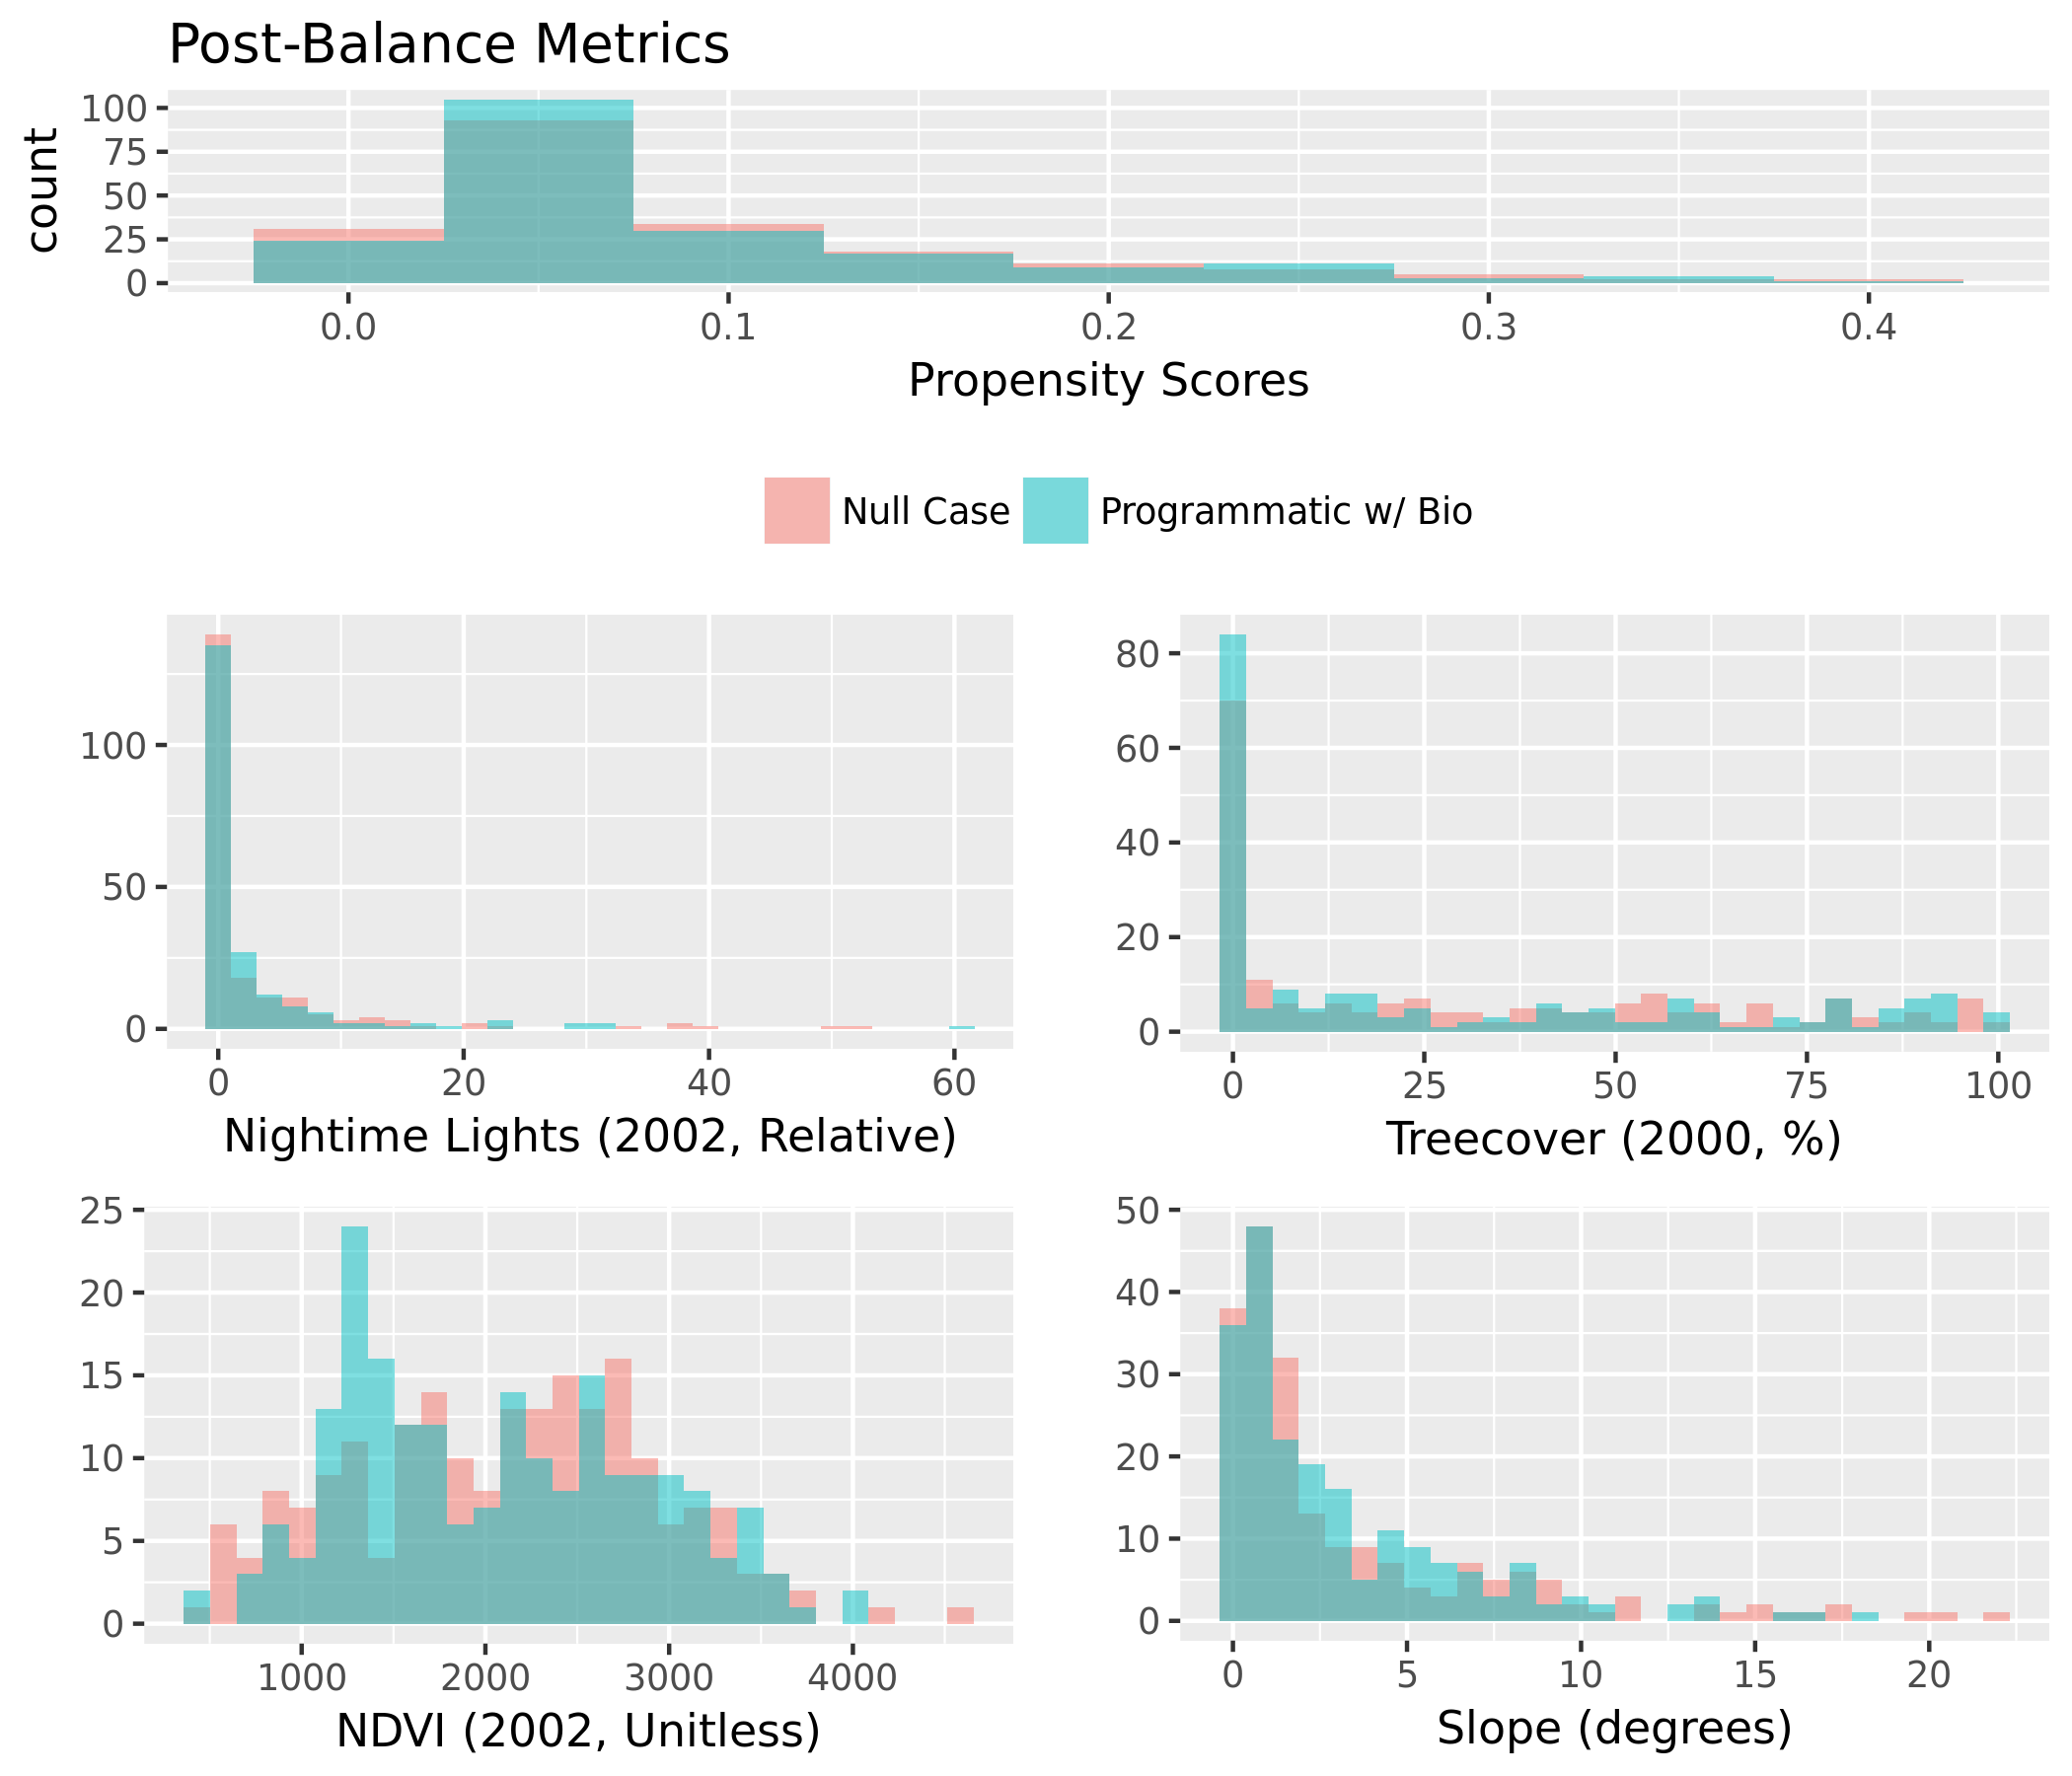 Post-Balance Metrics
count
100
75
50
25
0
0.0 0.1 0.2 0.3 0.4
Propensity Scores
Null Case Programmatic w/ Bio
100
50
0
0 20 40 60
Nightime Lights (2002, Relative)
80
60
40
20
0
0 25 50 75 100
Treecover (2000, %)
25
20
15
10
5
0
1000 2000 3000 4000
NDVI (2002, Unitless)
50
40
30
20
10
0
0 5 10 15 20
Slope (degrees)